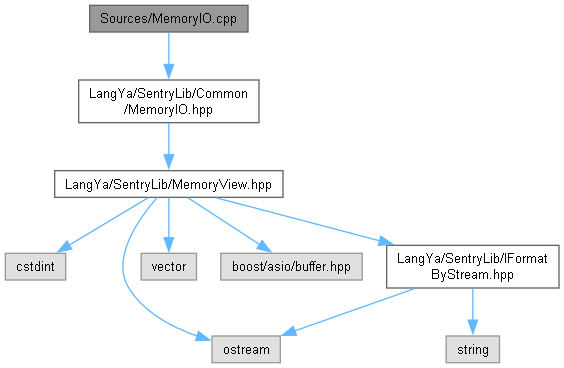 Sources/MemoryIO.cpp
LangYa/SentryLib/Common
/MemoryIO.hpp
LangYa/SentryLib/MemoryView.hpp
cstdint
vector
boost/asio/buffer.hpp
LangYa/SentryLib/IFormat
ByStream.hpp
ostream
string